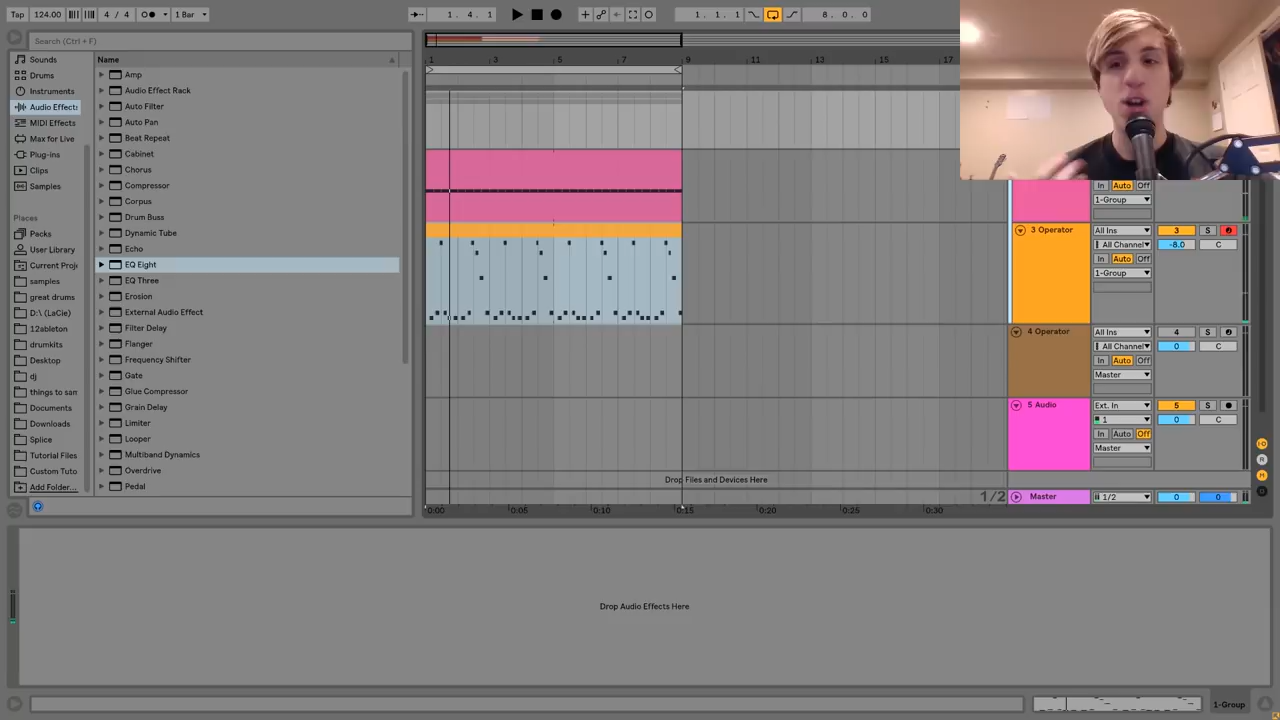 Tap 124.00 4 / 4 1 Bar 1. 4. 1 1. 1. 1 8. 0. 0
Search (Ctrl + F)
Sounds
Drums
Instruments
Audio Effects
MIDI Effects
Max for Live
Plug-ins
Clips
Samples
Places
Packs
User Library
Current Proj
samples
great drums
D:\ (LaCie)
12ableton
drumkits
Desktop
dj
things to sam
Documents
Downloads
Splice
Tutorial Files
Custom Tuto
Add Folder...
Name
Amp
Audio Effect Rack
Auto Filter
Auto Pan
Beat Repeat
Cabinet
Chorus
Compressor
Corpus
Drum Buss
Dynamic Tube
Echo
EQ Eight
EQ Three
Erosion
External Audio Effect
Filter Delay
Flanger
Frequency Shifter
Gate
Glue Compressor
Grain Delay
Limiter
Looper
Multiband Dynamics
Overdrive
Pedal
1 3 5 7 9 11 13 15 17
In Auto Off
1-Group
3 Operator All Ins 3 S
All Channel -8.0 C
In Auto Off
1-Group
4 Operator All Ins 4 S
All Channel 0 C
In Auto Off
Master
5 Audio Ext. In 5 S
1 0 C
In Auto Off
Master
Drop Files and Devices Here
1/2 Master 1/2 0 0
0:00 0:05 0:10 0:15 0:20 0:25 0:30
Drop Audio Effects Here
1-Group